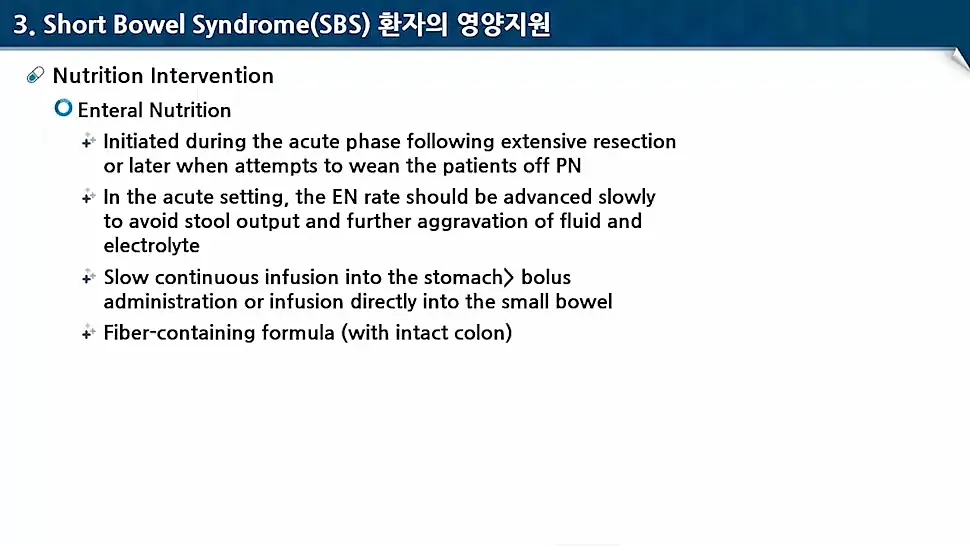 3. Short Bowel Syndrome(SBS) 환자의 영양지원
Nutrition Intervention
Enteral Nutrition
Initiated during the acute phase following extensive resection
or later when attempts to wean the patients off PN
In the acute setting, the EN rate should be advanced slowly
to avoid stool output and further aggravation of fluid and
electrolyte
Slow continuous infusion into the stomach> bolus
administration or infusion directly into the small bowel
Fiber-containing formula (with intact colon)